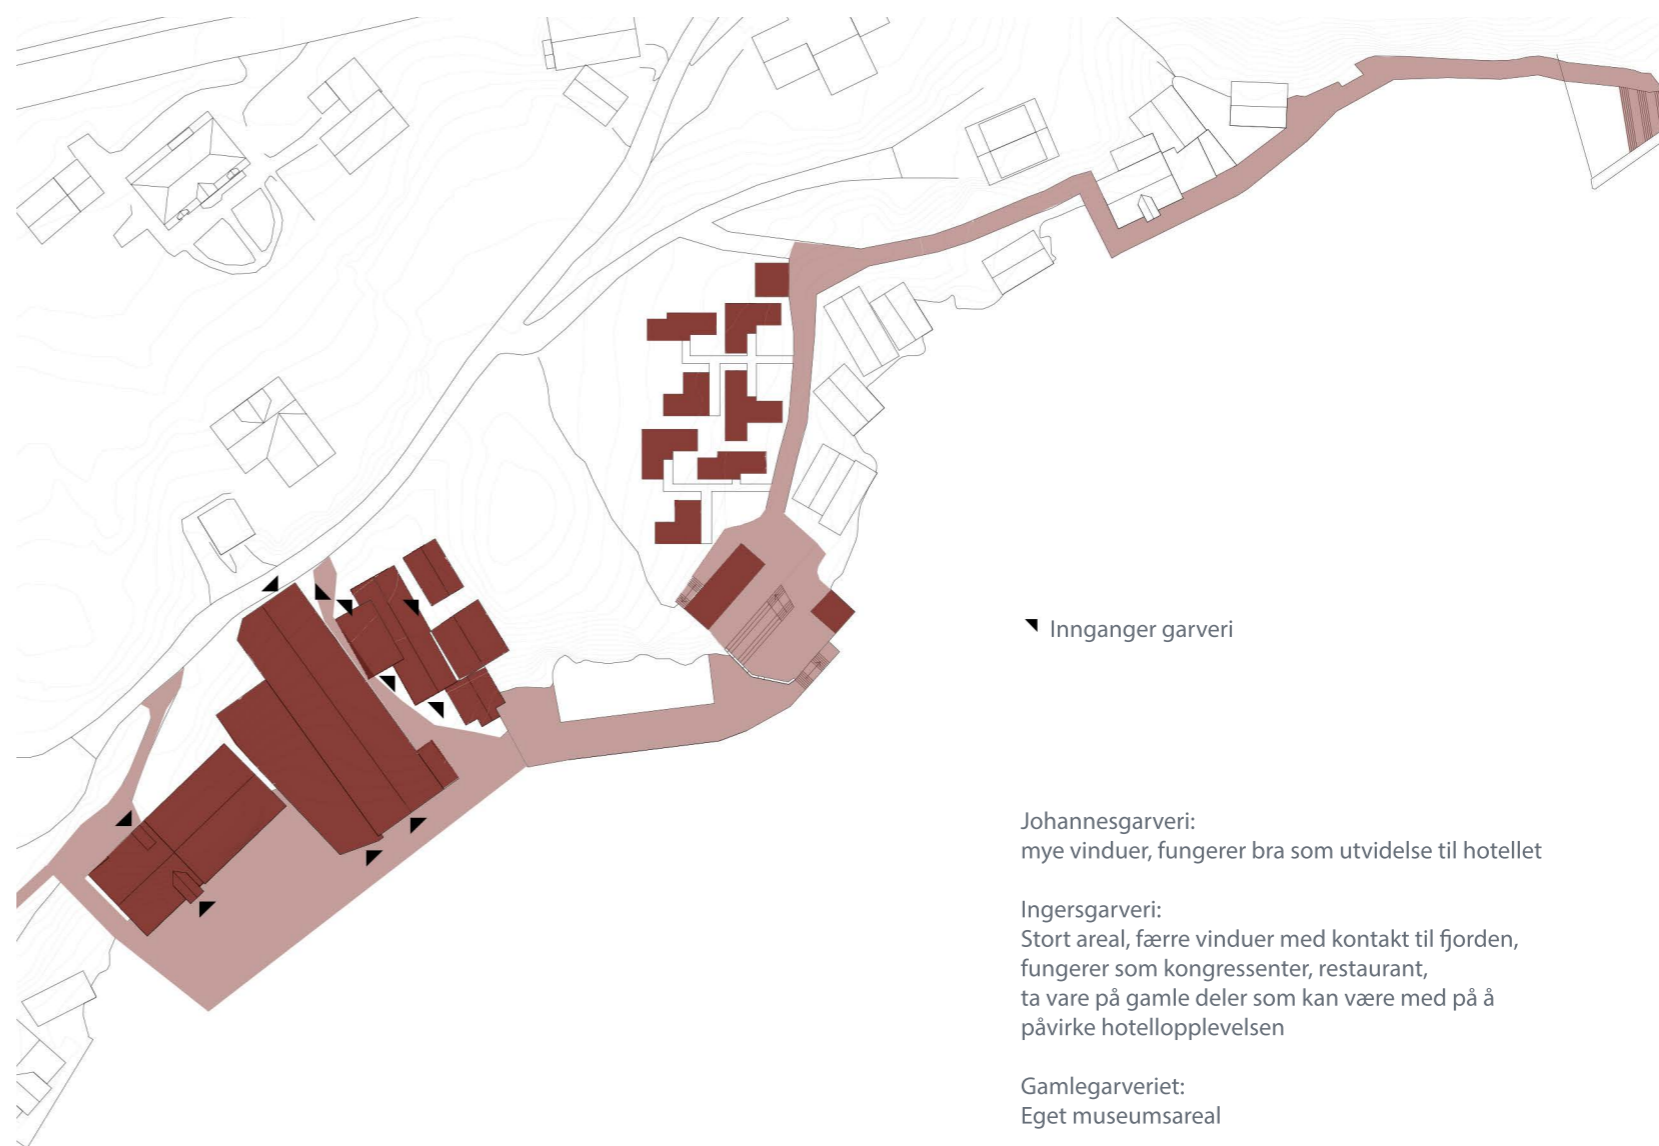 Innganger garveri
Johannesgarveri:
mye vinduer, fungerer bra som utvidelse til hotellet
Ingersgarveri:
Stort areal, færre vinduer med kontakt til fjorden,
fungerer som kongressenter, restaurant,
ta vare på gamle deler som kan være med på å
påvirke hotellopplevelsen
Gamlegarveriet:
Eget museumsareal